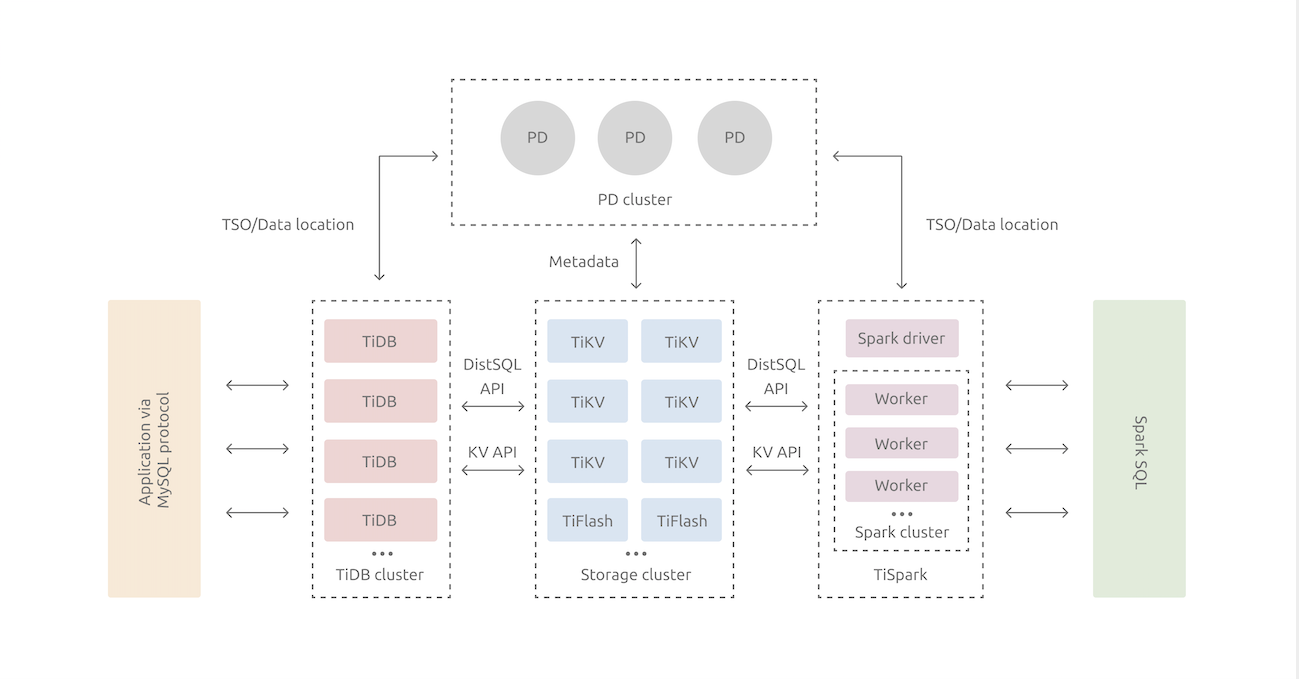 PD
PD
PD
PD cluster
TSO/Data location
TSO/Data location
Metadata
Application via
MySQL protocol
TiDB
TiDB
TiDB
TiDB
TiDB cluster
DistSQL
API
KV API
TiKV
TiKV
TiKV
TiKV
TiKV
TiKV
TiFlash
TiFlash
Storage cluster
DistSQL
API
KV API
Spark driver
Worker
Worker
Worker
Spark cluster
TiSpark
Spark SQL